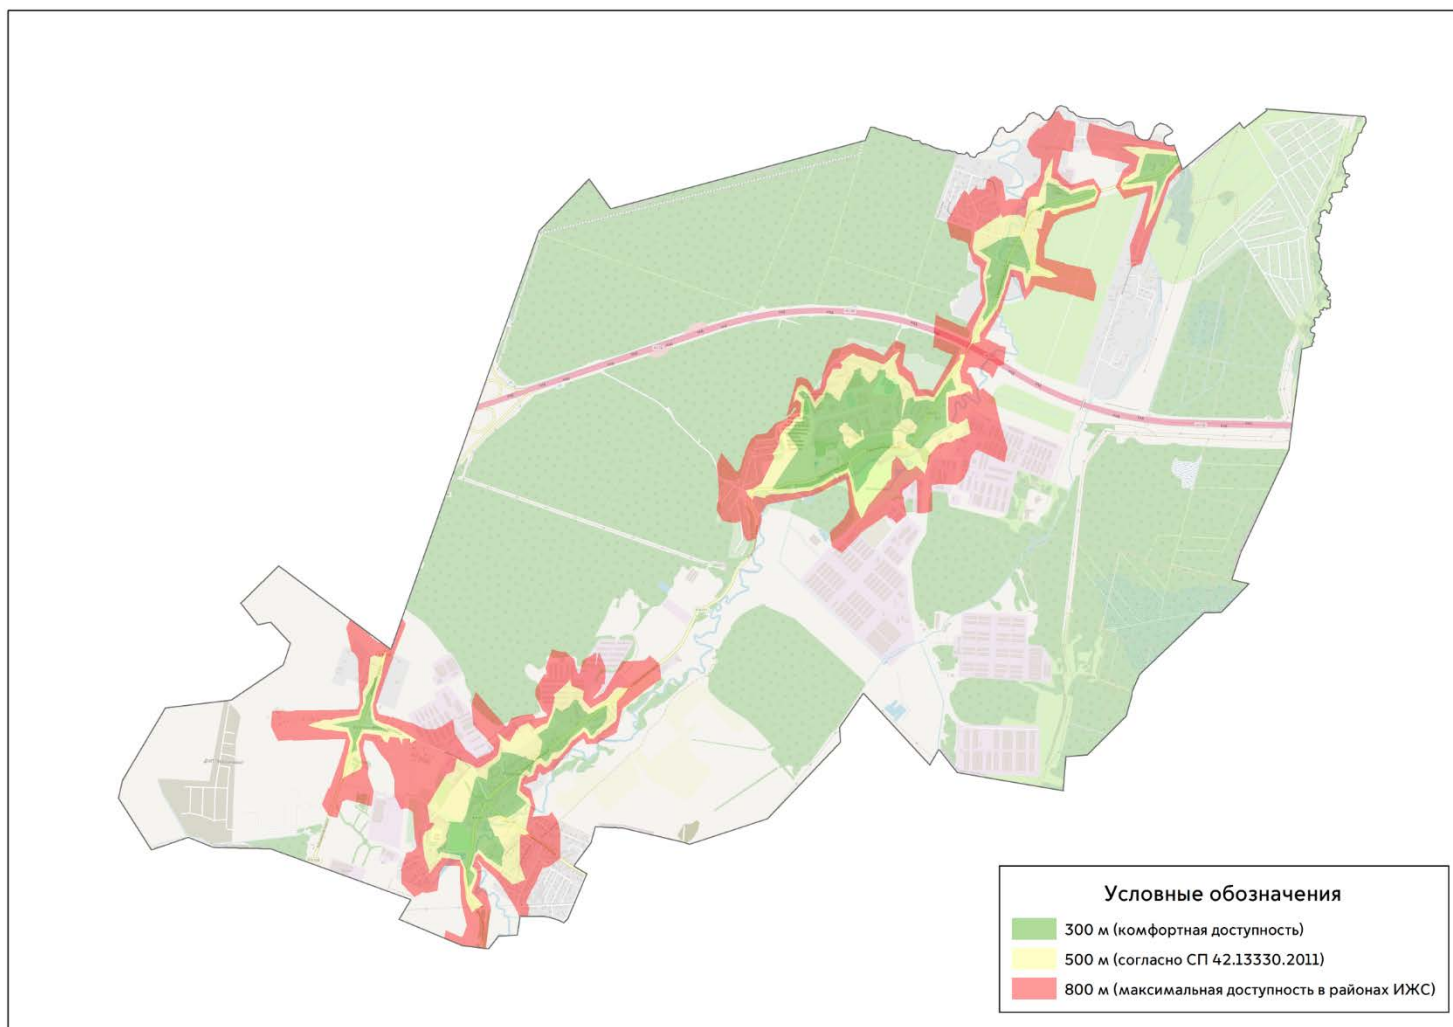 Условные обозначения
300 м (комфортная доступность)
500 м (согласно СП 42.13330.2011)
800 м (максимальная доступность в районах ИЖС)